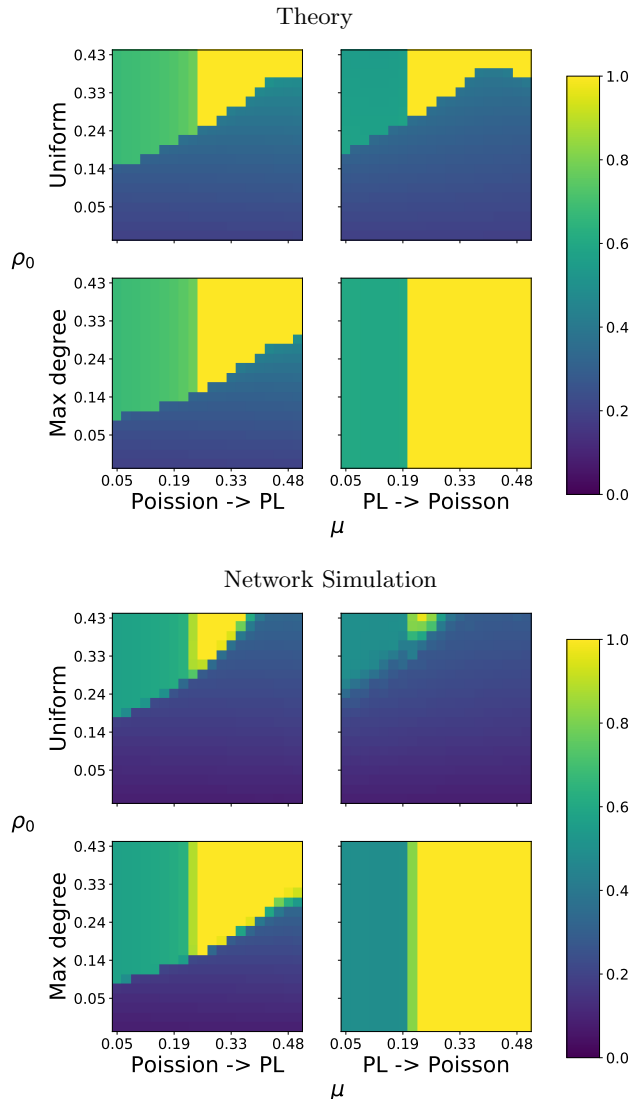 Theory
0.43
0.33
0.24
0.14
0.05
Uniform
ρ0
0.43
0.33
0.24
0.14
0.05
Max degree
0.05 0.19 0.33 0.48
Poission -> PL
0.05 0.19 0.33 0.48
PL -> Poisson
μ
1.0
0.8
0.6
0.4
0.2
0.0
Network Simulation
0.43
0.33
0.24
0.14
0.05
Uniform
ρ0
0.43
0.33
0.24
0.14
0.05
Max degree
0.05 0.19 0.33 0.48
Poission -> PL
0.05 0.19 0.33 0.48
PL -> Poisson
μ
1.0
0.8
0.6
0.4
0.2
0.0